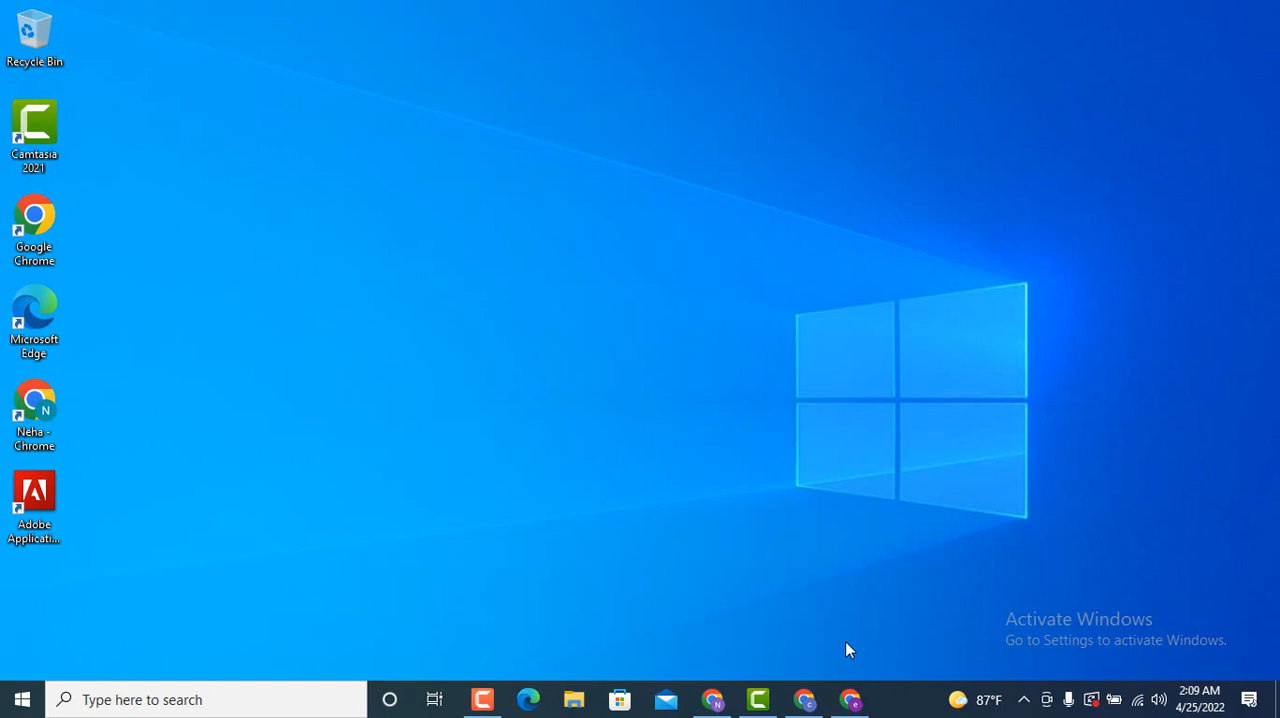 Recycle Bin
Camtasia
2021
Google
Chrome
Microsoft
Edge
N
Neha -
Chrome
Adobe
Applicati...
Activate Windows
Go to Settings to activate Windows.
Type here to search
N
c
e
87°F
2:09 AM
4/25/2022